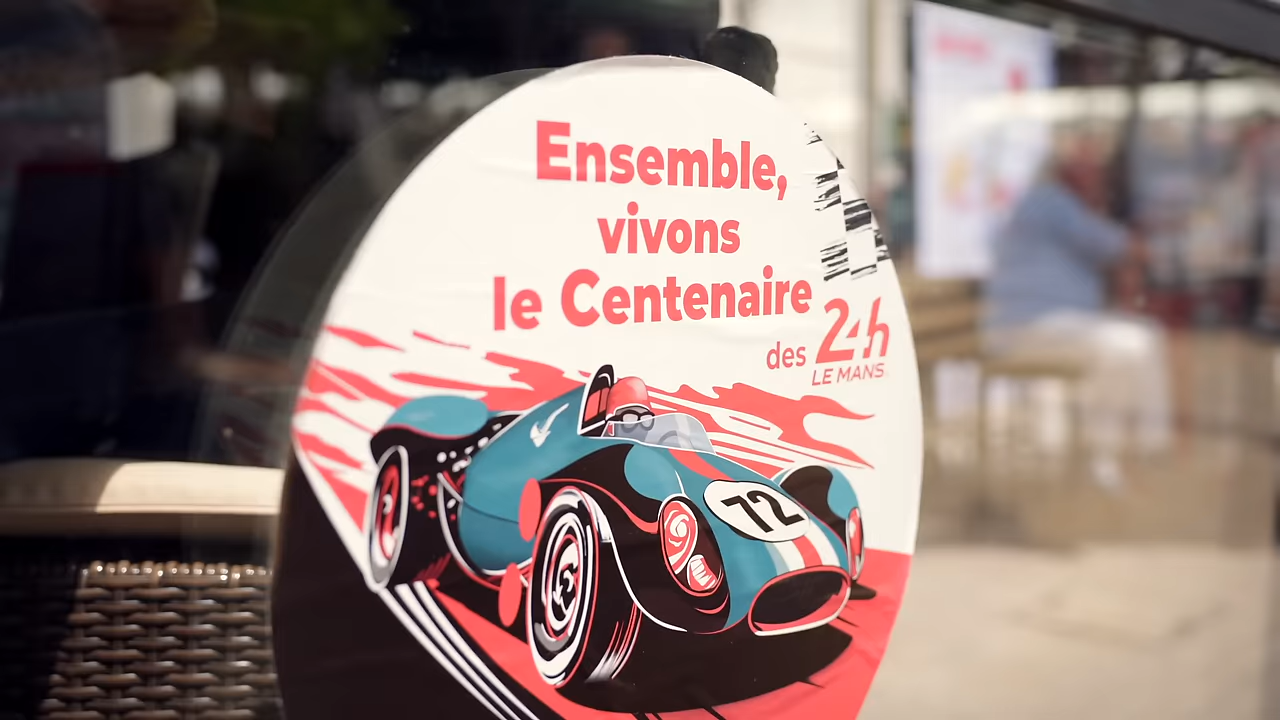 Ensemble,
vivons
le Centenaire
des 24h
LE MANS
72